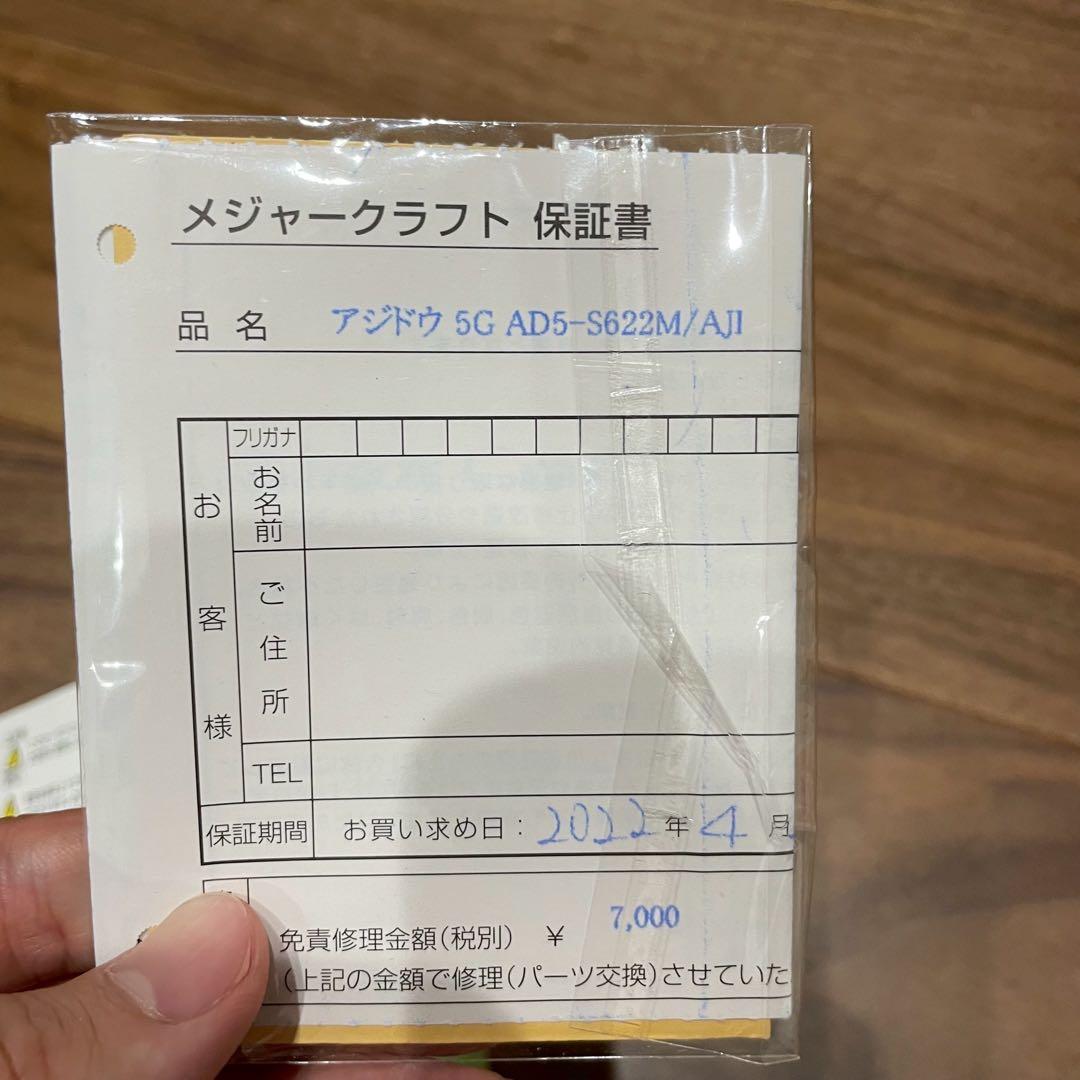 メジャークラフト 保証書
品名 アジドウ 5G AD5-S622M/AJI
お客様
フリガナ
お名前
ご住所
TEL
保証期間 お買い求め日: 2022年4月
免責修理金額(税別) ¥ 7,000
(上記の金額で修理(パーツ交換)させていた